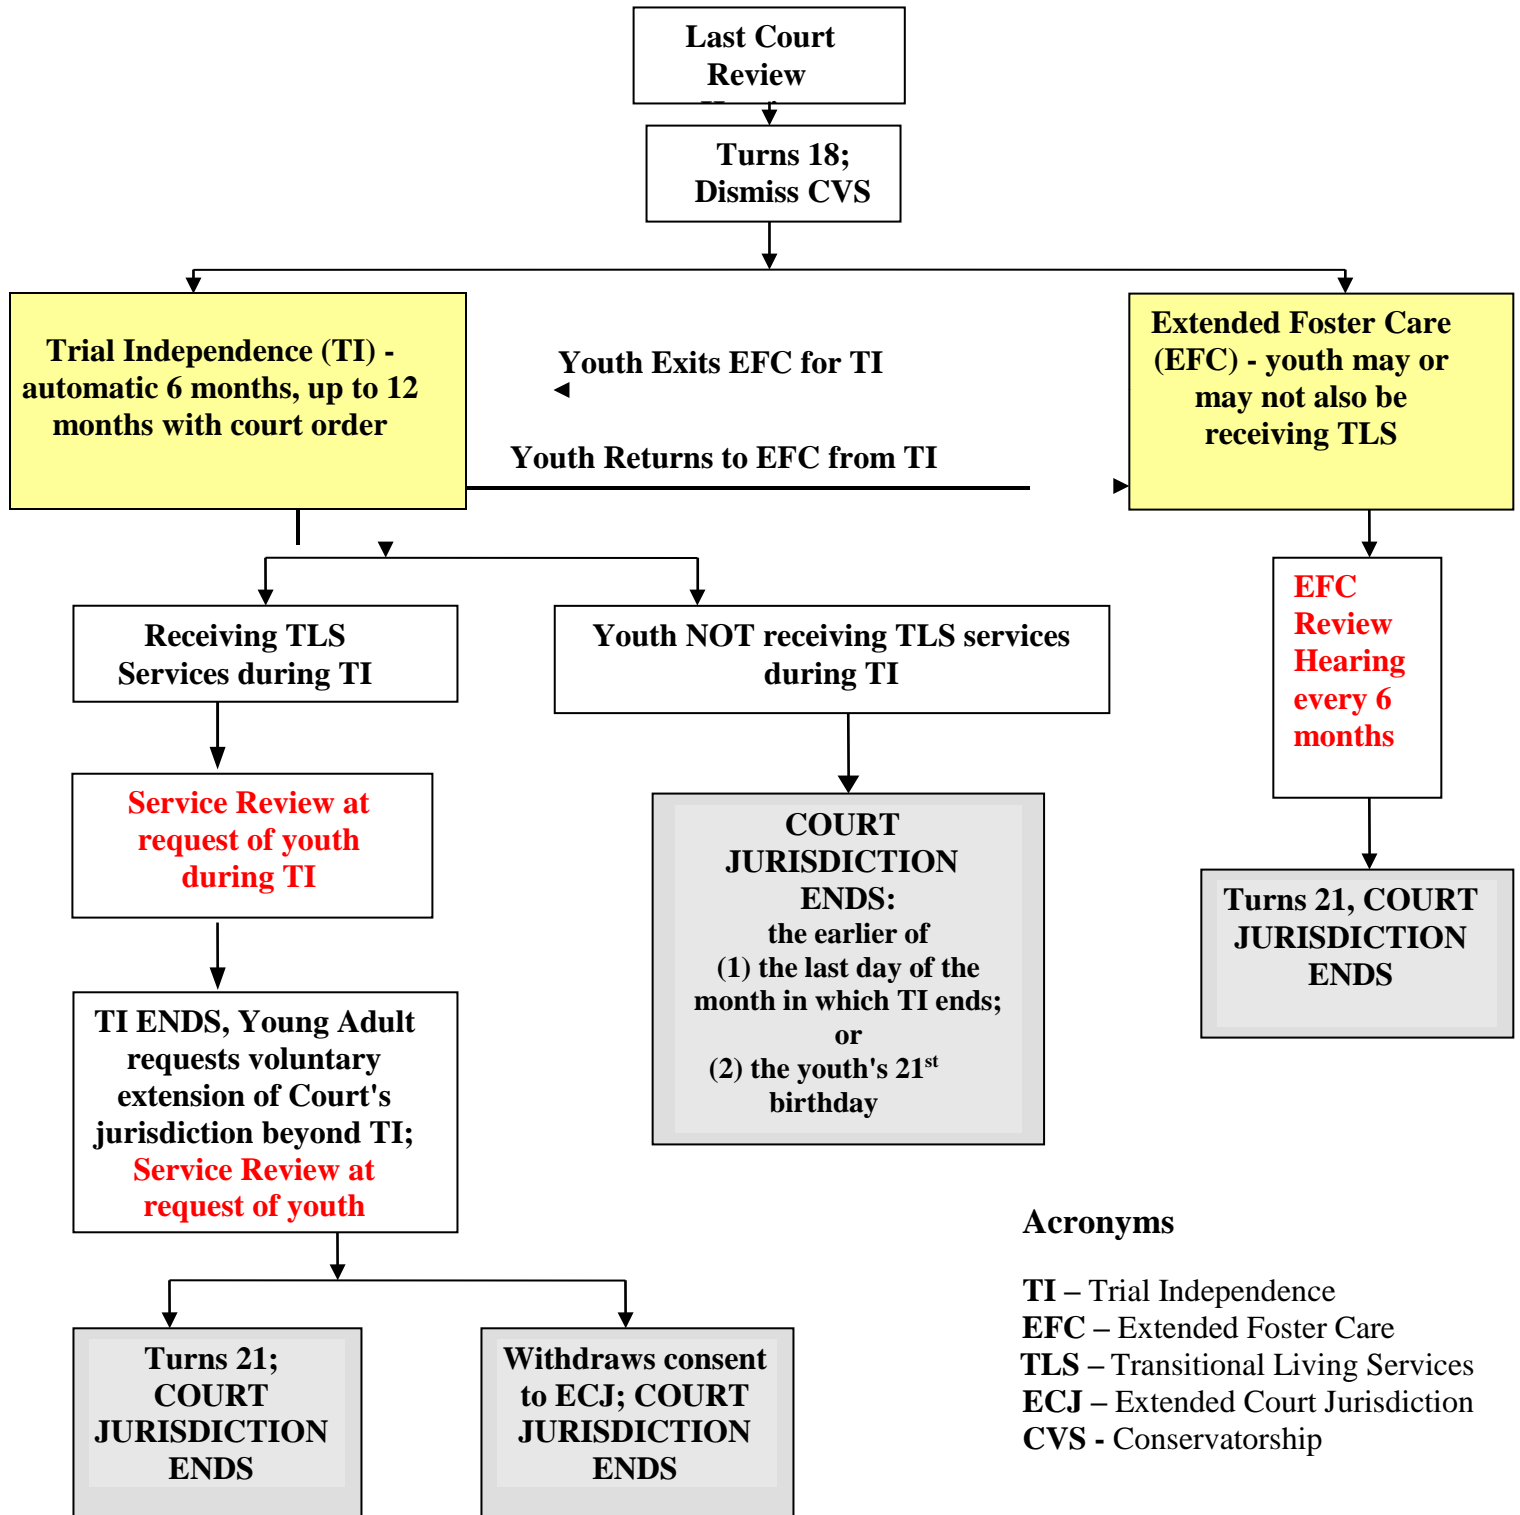 Last Court
Review
Turns 18;
Dismiss CVS
Trial Independence (TI) -
automatic 6 months, up to 12
months with court order
Youth Exits EFC for TI
Youth Returns to EFC from TI
Extended Foster Care
(EFC) - youth may or
may not also be
receiving TLS
Receiving TLS
Services during TI
Youth NOT receiving TLS services
during TI
EFC
Review
Hearing
every 6
months
Service Review at
request of youth
during TI
COURT
JURISDICTION
ENDS:
the earlier of
(1) the last day of the
month in which TI ends;
or
(2) the youth's 21st
birthday
Turns 21, COURT
JURISDICTION
ENDS
TI ENDS, Young Adult
requests voluntary
extension of Court's
jurisdiction beyond TI;
Service Review at
request of youth
Turns 21;
COURT
JURISDICTION
ENDS
Withdraws consent
to ECJ; COURT
JURISDICTION
ENDS
Acronyms
TI – Trial Independence
EFC – Extended Foster Care
TLS – Transitional Living Services
ECJ – Extended Court Jurisdiction
CVS - Conservatorship